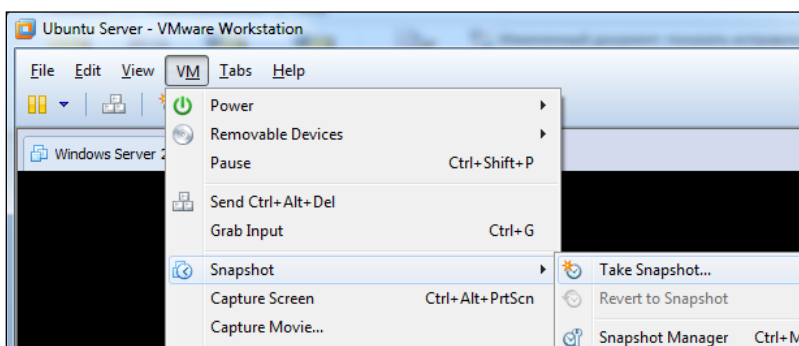 Ubuntu Server - VMware Workstation
File Edit View VM Tabs Help
Power
Removable Devices
Windows Server 2
Pause Ctrl+Shift+P
Send Ctrl+Alt+Del
Grab Input Ctrl+G
Snapshot Take Snapshot...
Capture Screen Ctrl+Alt+PrtScn Revert to Snapshot
Capture Movie...
Snapshot Manager Ctrl+M